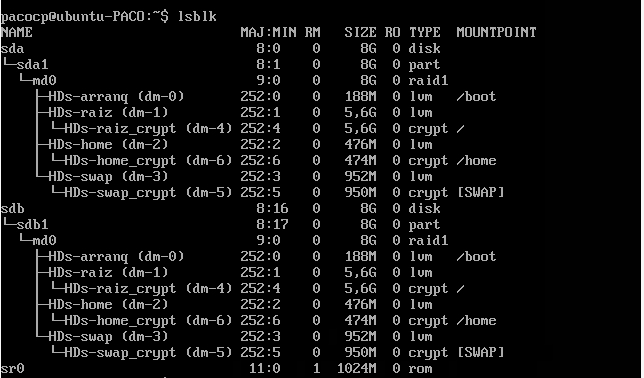 pacocp@ubuntu-PACO:~$ lsblk
NAME                          MAJ:MIN RM   SIZE RO TYPE  MOUNTPOINT
sda                             8:0    0     8G  0 disk
└─sda1                          8:1    0     8G  0 part
  └─md0                         9:0    0     8G  0 raid1
    ├─HDs-arranq (dm-0)       252:0    0   188M  0 lvm   /boot
    ├─HDs-raiz (dm-1)         252:1    0   5,6G  0 lvm
    │ └─HDs-raiz_crypt (dm-4) 252:4    0   5,6G  0 crypt /
    ├─HDs-home (dm-2)         252:2    0   476M  0 lvm
    │ └─HDs-home_crypt (dm-6) 252:6    0   474M  0 crypt /home
    └─HDs-swap (dm-3)         252:3    0   952M  0 lvm
      └─HDs-swap_crypt (dm-5) 252:5    0   950M  0 crypt [SWAP]
sdb                             8:16   0     8G  0 disk
└─sdb1                          8:17   0     8G  0 part
  └─md0                         9:0    0     8G  0 raid1
    ├─HDs-arranq (dm-0)       252:0    0   188M  0 lvm   /boot
    ├─HDs-raiz (dm-1)         252:1    0   5,6G  0 lvm
    │ └─HDs-raiz_crypt (dm-4) 252:4    0   5,6G  0 crypt /
    ├─HDs-home (dm-2)         252:2    0   476M  0 lvm
    │ └─HDs-home_crypt (dm-6) 252:6    0   474M  0 crypt /home
    └─HDs-swap (dm-3)         252:3    0   952M  0 lvm
      └─HDs-swap_crypt (dm-5) 252:5    0   950M  0 crypt [SWAP]
sr0                            11:0    1  1024M  0 rom